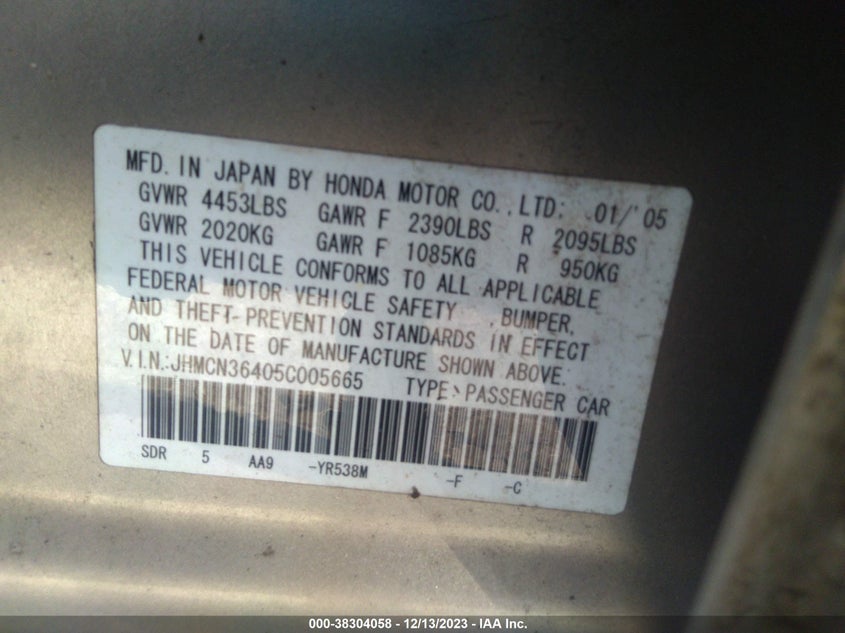 MFD. IN JAPAN BY HONDA MOTOR CO.,LTD: .01/'05
GVWR 4453LBS GAWR F 2390LBS R 2095LBS
GVWR 2020KG GAWR F 1085KG R 950KG
THIS VEHICLE CONFORMS TO ALL APPLICABLE
FEDERAL MOTOR VEHICLE SAFETY , BUMPER,
AND THEFT-PREVENTION STANDARDS IN EFFECT
ON THE DATE OF MANUFACTURE SHOWN ABOVE.
V.I.N.:JHMCN36405C005665 TYPE:PASSENGER CAR
SDR 5 AA9 -YR538M -F -C
000-38304058 - 12/13/2023 - IAA Inc.